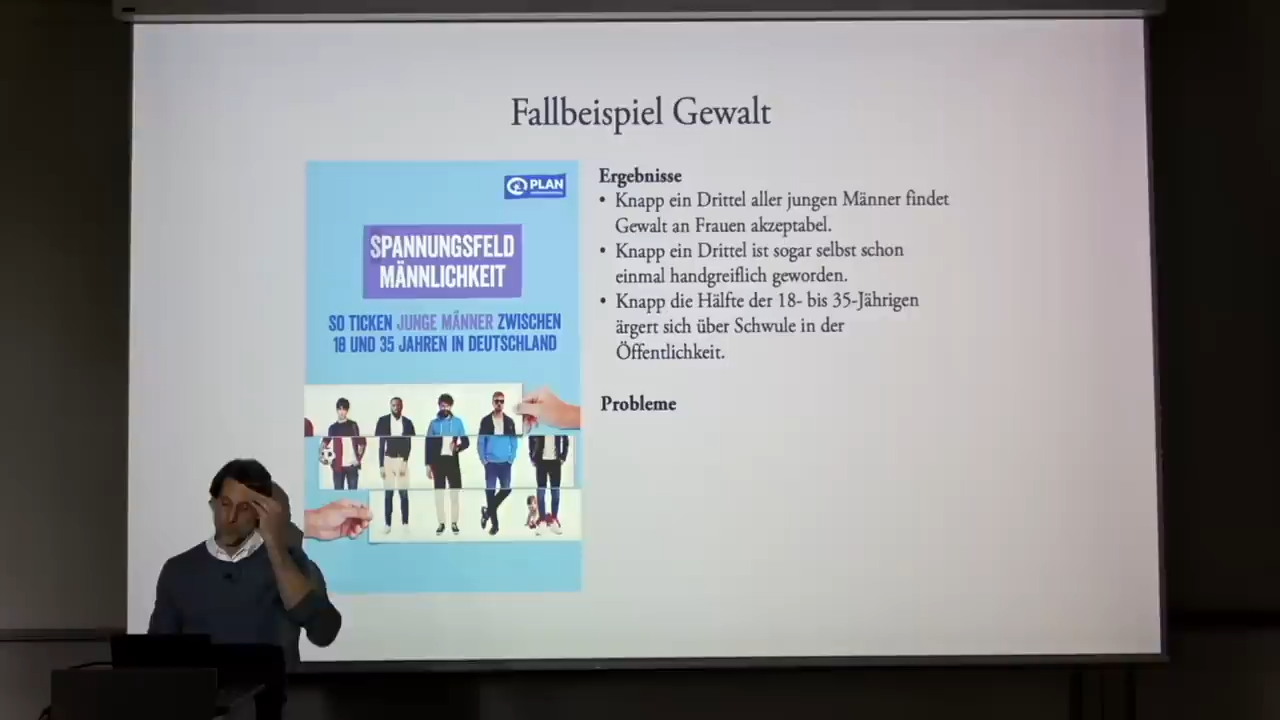 Fallbeispiel Gewalt
PLAN
SPANNUNGSFELD
MÄNNLICHKEIT
SO TICKEN JUNGE MÄNNER ZWISCHEN
18 UND 35 JAHREN IN DEUTSCHLAND
Ergebnisse
• Knapp ein Drittel aller jungen Männer findet
Gewalt an Frauen akzeptabel.
• Knapp ein Drittel ist sogar selbst schon
einmal handgreiflich geworden.
• Knapp die Hälfte der 18- bis 35-Jährigen
ärgert sich über Schwule in der
Öffentlichkeit.
Probleme